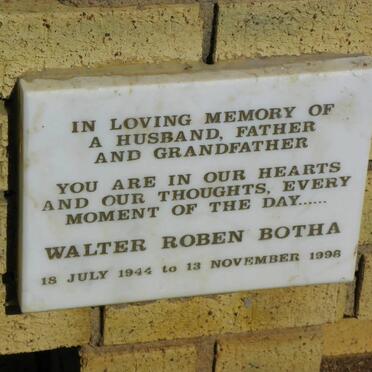 IN LOVING MEMORY OF
A HUSBAND, FATHER
AND GRANDFATHER
YOU ARE IN OUR HEARTS
AND OUR THOUGHTS, EVERY
MOMENT OF THE DAY......
WALTER ROBEN BOTHA
18 JULY 1944 to 13 NOVEMBER 1998